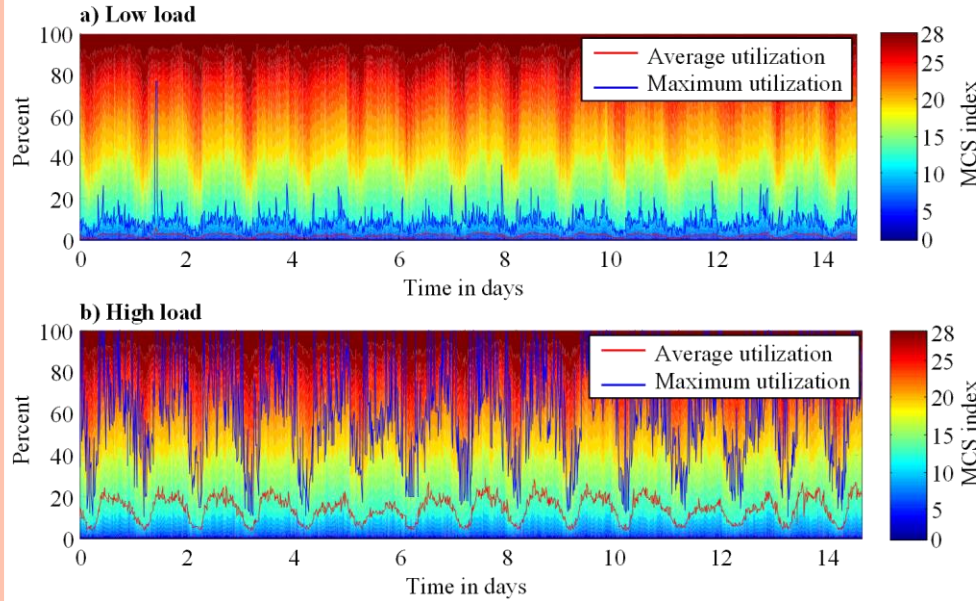 a) Low load
100
80
60
40
20
0
Percent
Average utilization
Maximum utilization
28
25
20
15
10
5
0
MCS index
0 2 4 6 8 10 12 14
Time in days
b) High load
100
80
60
40
20
0
Percent
Average utilization
Maximum utilization
28
25
20
15
10
5
0
MCS index
0 2 4 6 8 10 12 14
Time in days